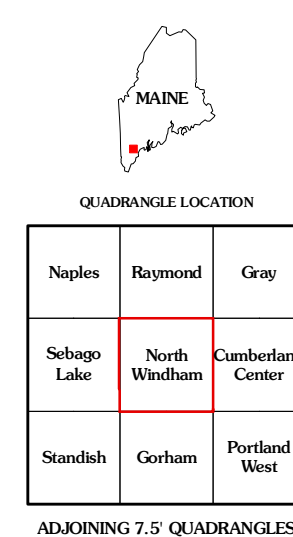 MAINE
QUADRANGLE LOCATION
Naples Raymond Gray
Sebago Lake North Windham Cumberlan Center
Standish Gorham Portland West
ADJOINING 7.5' QUADRANGLES